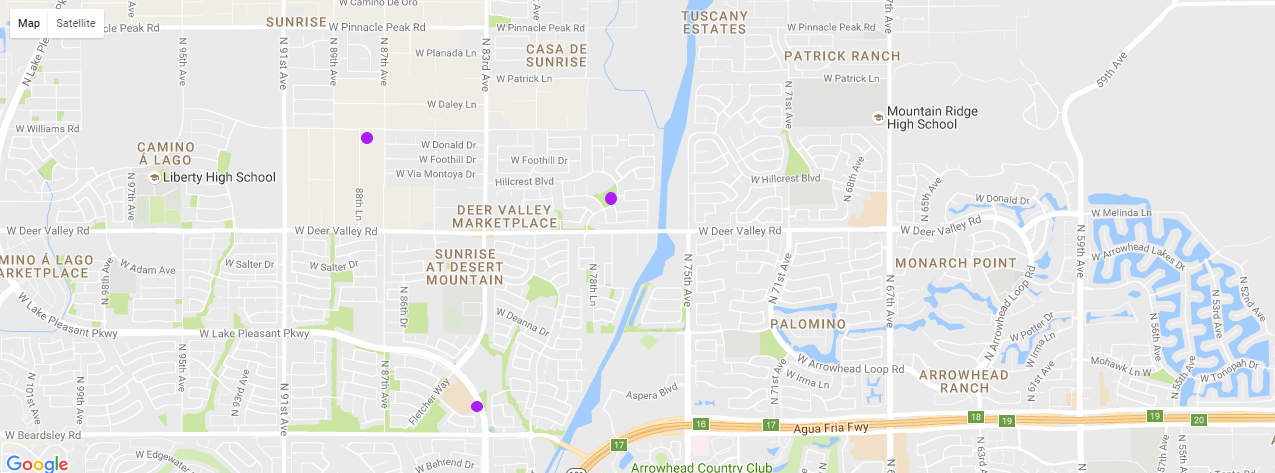 Map
Satellite
SUNRISE
W Camino De Oro
W Pinnacle Peak Rd
W Pinnacle Peak Rd
W Pinnacle Peak Rd
TUSCANY
ESTATES
N Lake Ple
N 95th Ave
N 91st Ave
N 89th Ave
N 87th Ave
N 83rd Ave
W Planada Ln
CASA DE
SUNRISE
W Patrick Ln
PATRICK RANCH
W Patrick Ln
59th Ave
W Daley Ln
N 71st Ave
Mountain Ridge
High School
W Williams Rd
CAMINO
Á LAGO
W Donald Dr
W Foothill Dr
W Via Montoya Dr
W Foothill Dr
Hillcrest Blvd
Liberty High School
N 97th Ave
88th Ln
W Hillcrest Blvd
N 68th Ave
N 65th Ave
W Donald Dr
DEER VALLEY
MARKETPLACE
W Deer Valley Rd
W Deer Valley Rd
W Deer Valley Rd
W Deer Valley Rd
W Melinda Ln
MINO Á LAGO
ARKETPLACE
W Adam Ave
W Salter Dr
W Salter Dr
SUNRISE
AT DESERT
MOUNTAIN
N 98th Ave
N 86th Dr
N 78th Ln
N 75th Ave
N 71st Ave
N 67th Ave
MONARCH POINT
N 59th Ave
W Arrowhead Lakes Dr
N 52nd Ave
N 53rd Ave
W Lake Pleasant Pkwy
W Lake Pleasant Pkwy
W Deanna Dr
PALOMINO
N Arrowhead Loop Rd
W Potter Dr
N 56th Ave
W Irma Ln
N 95th Ave
N 87th Ave
W Arrowhead Loop Rd
W Irma Ln
Mohawk Ln W
W Tonopah Dr
ARROWHEAD
RANCH
N 101st Ave
N 93rd Ave
N 91st Ave
Fletcher Way
Aspera Blvd
N 71st Ave
N 61st Ave
N 55th Ave
W Beardsley Rd
16
17
Agua Fria Fwy
18
19
19
20
17
N 63rd Ave
W Edgewater
W Behrend Dr
Arrowhead Country Club
Google